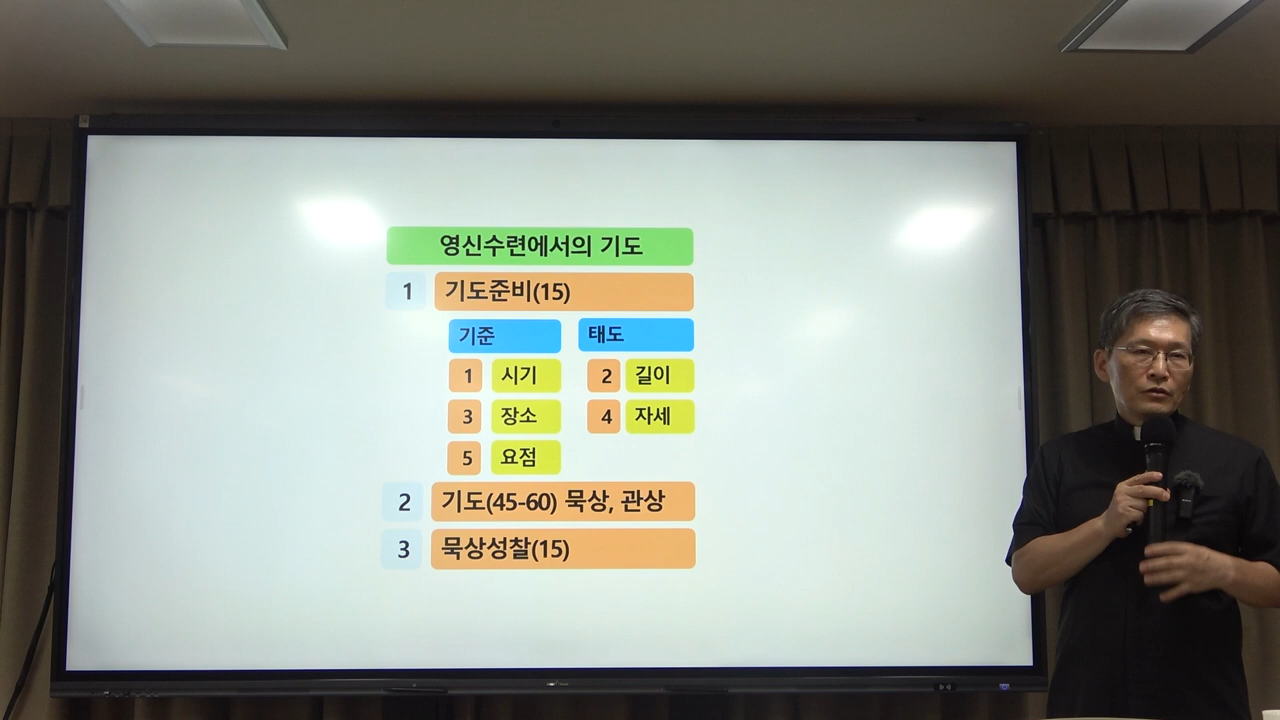 영신수련에서의 기도
1 기도준비(15)
기준 태도
1 시기 2 길이
3 장소 4 자세
5 요점
2 기도(45-60) 묵상, 관상
3 묵상성찰(15)